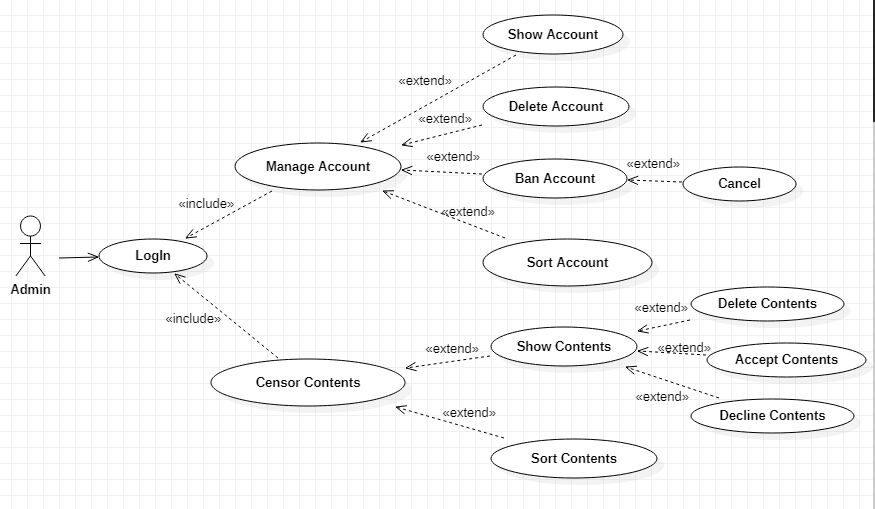 Show Account
«extend»
Delete Account
«extend»
«extend»
Manage Account
Ban Account
«extend»
Cancel
«include»
«extend»
LogIn
Sort Account
Admin
Delete Contents
«extend»
«include»
Show Contents
«extend»
«extend»
Accept Contents
Censor Contents
«extend»
Decline Contents
«extend»
Sort Contents